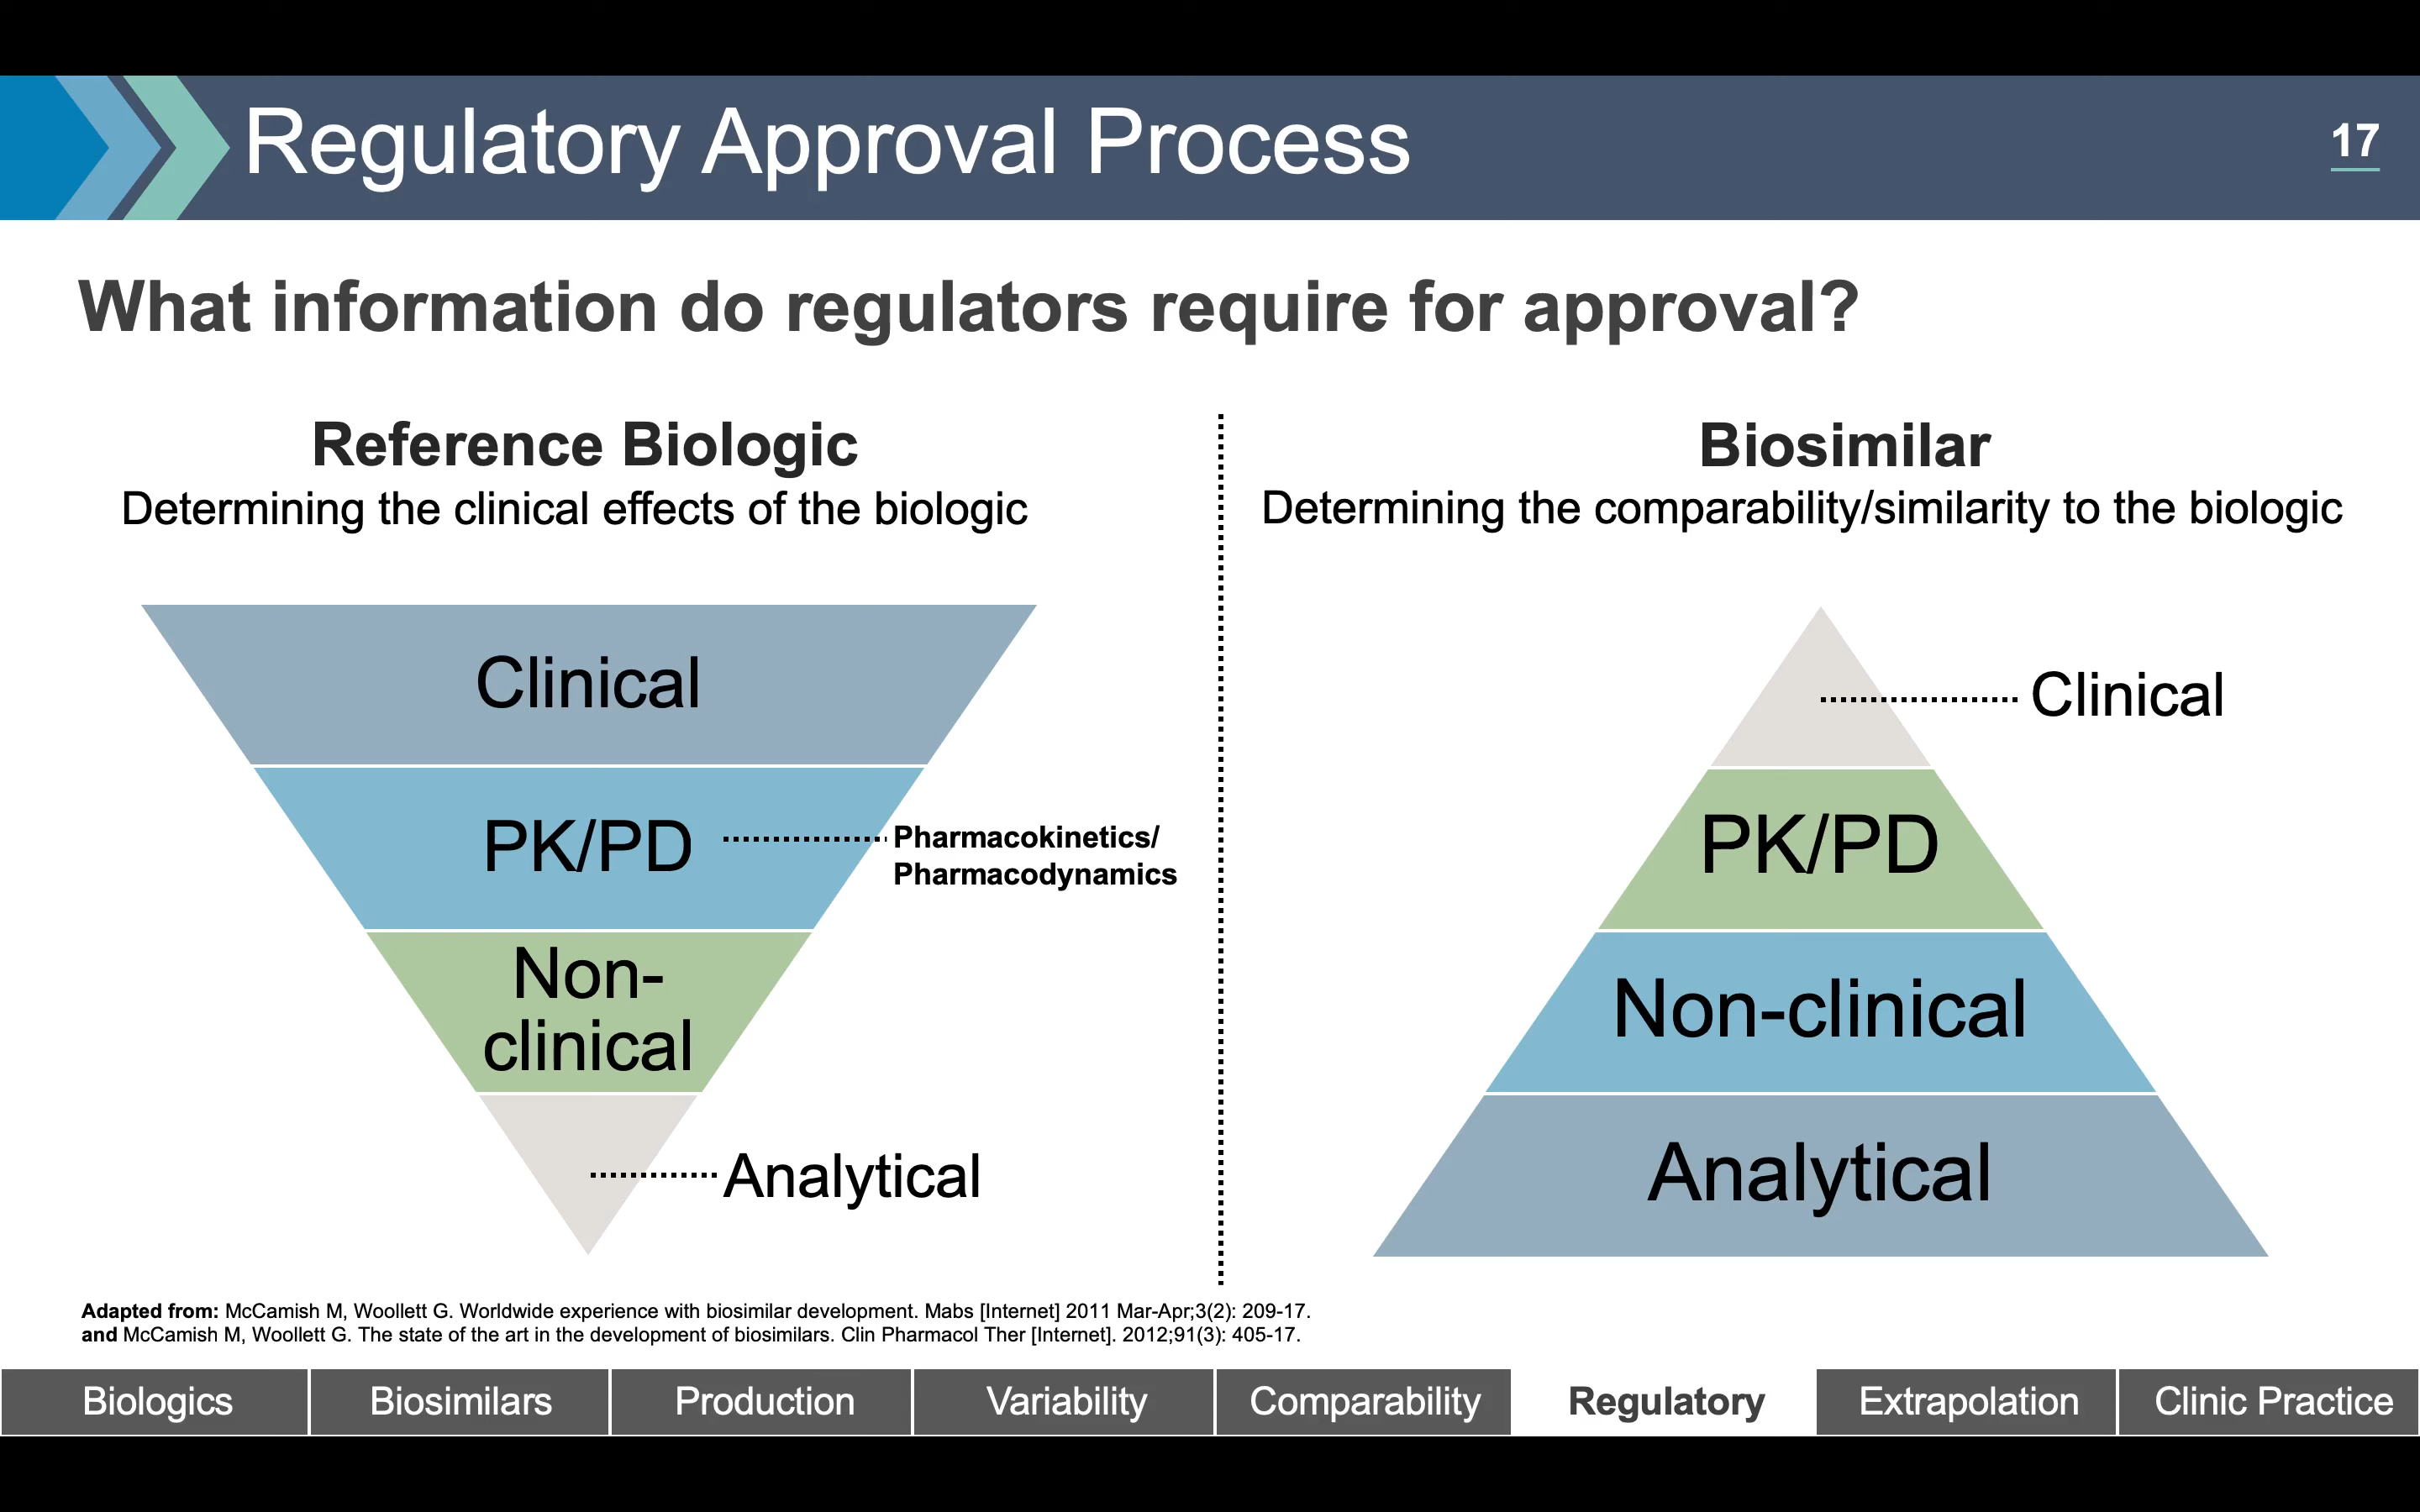 Regulatory Approval Process
17
What information do regulators require for approval?
Reference Biologic
Determining the clinical effects of the biologic
Clinical
PK/PD
Pharmacokinetics/
Pharmacodynamics
Non-
clinical
Analytical
Biosimilar
Determining the comparability/similarity to the biologic
Clinical
PK/PD
Non-clinical
Analytical
Adapted from: McCamish M, Woollett G. Worldwide experience with biosimilar development. Mabs [Internet] 2011 Mar-Apr;3(2): 209-17.
and McCamish M, Woollett G. The state of the art in the development of biosimilars. Clin Pharmacol Ther [Internet]. 2012;91(3): 405-17.
Biologics
Biosimilars
Production
Variability
Comparability
Regulatory
Extrapolation
Clinic Practice